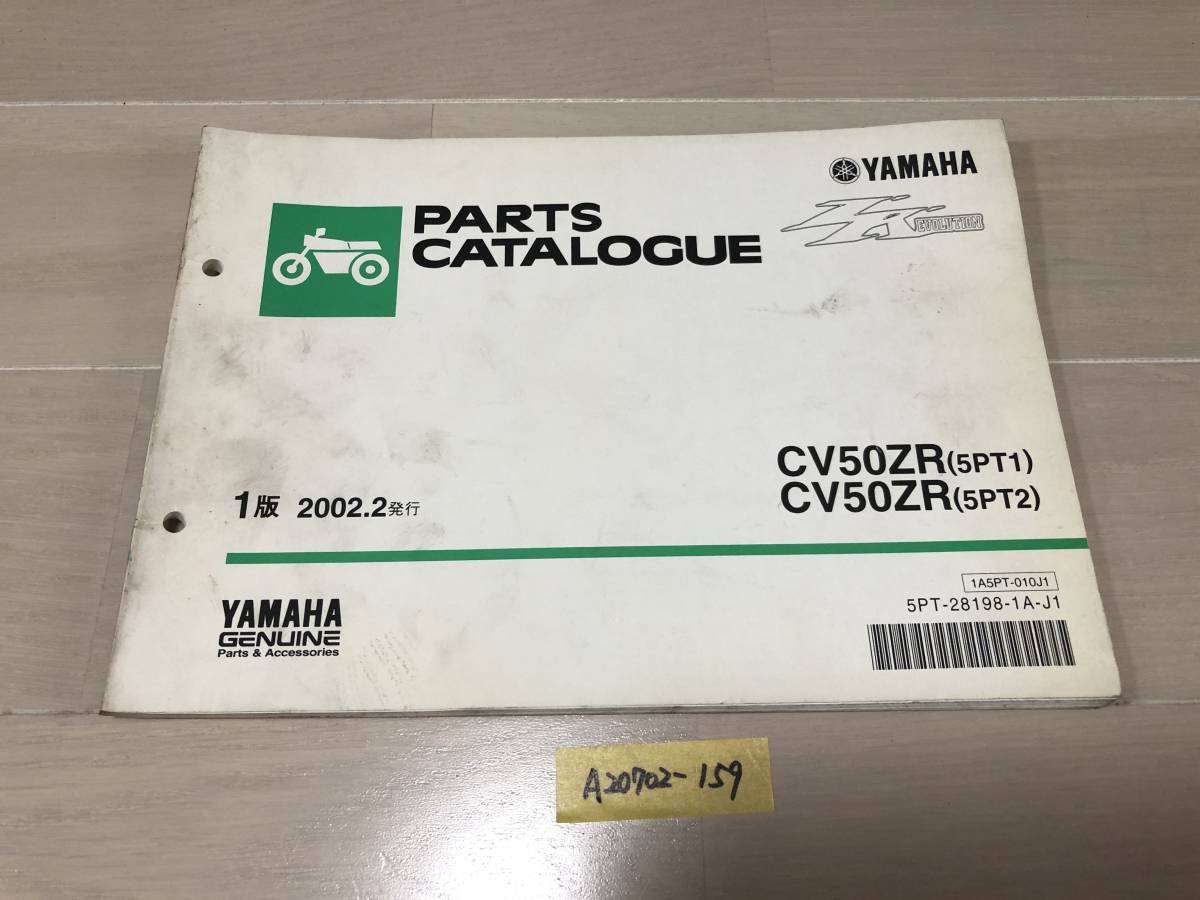 YAMAHA
ZR EVOLUTION
PARTS
CATALOGUE
CV50ZR(5PT1)
CV50ZR(5PT2)
1版 2002.2発行
1A5PT-010J1
5PT-28198-1A-J1
YAMAHA
GENUINE
Parts & Accessories
A20702-159